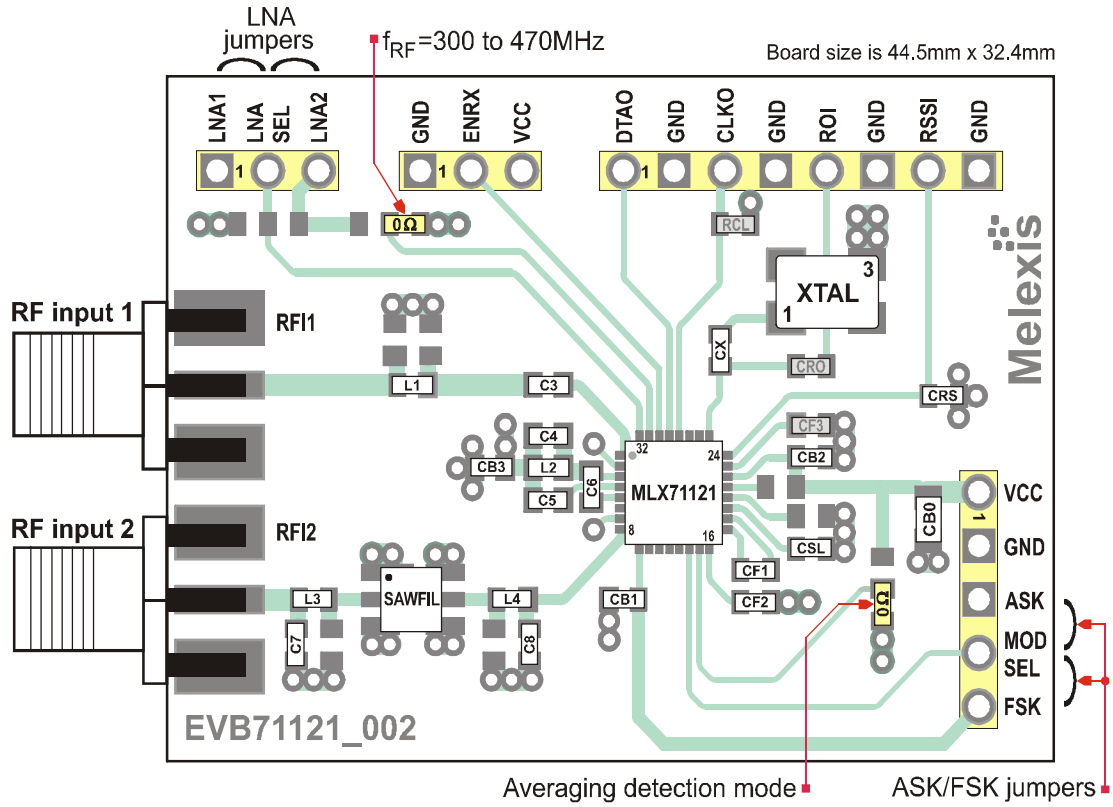 LNA
jumpers
fRF=300 to 470MHz
Board size is 44.5mm x 32.4mm
LNA1
LNA
SEL
LNA2
GND
ENRX
VCC
DTAO
GND
CLKO
GND
ROI
GND
RSSI
GND
1
1
1
0Ω
RCL
Melexis
3
XTAL
1
RF input 1
RFI1
CX
CRO
L1
C3
CRS
C4
CF3
32
24
CB3
L2
CB2
C6
MLX71121
C5
8
16
VCC
1
CB0
RF input 2
RFI2
CSL
GND
CF1
SAWFIL
L3
L4
CB1
CF2
0Ω
ASK
C7
C8
MOD
SEL
FSK
EVB71121_002
Averaging detection mode
ASK/FSK jumpers